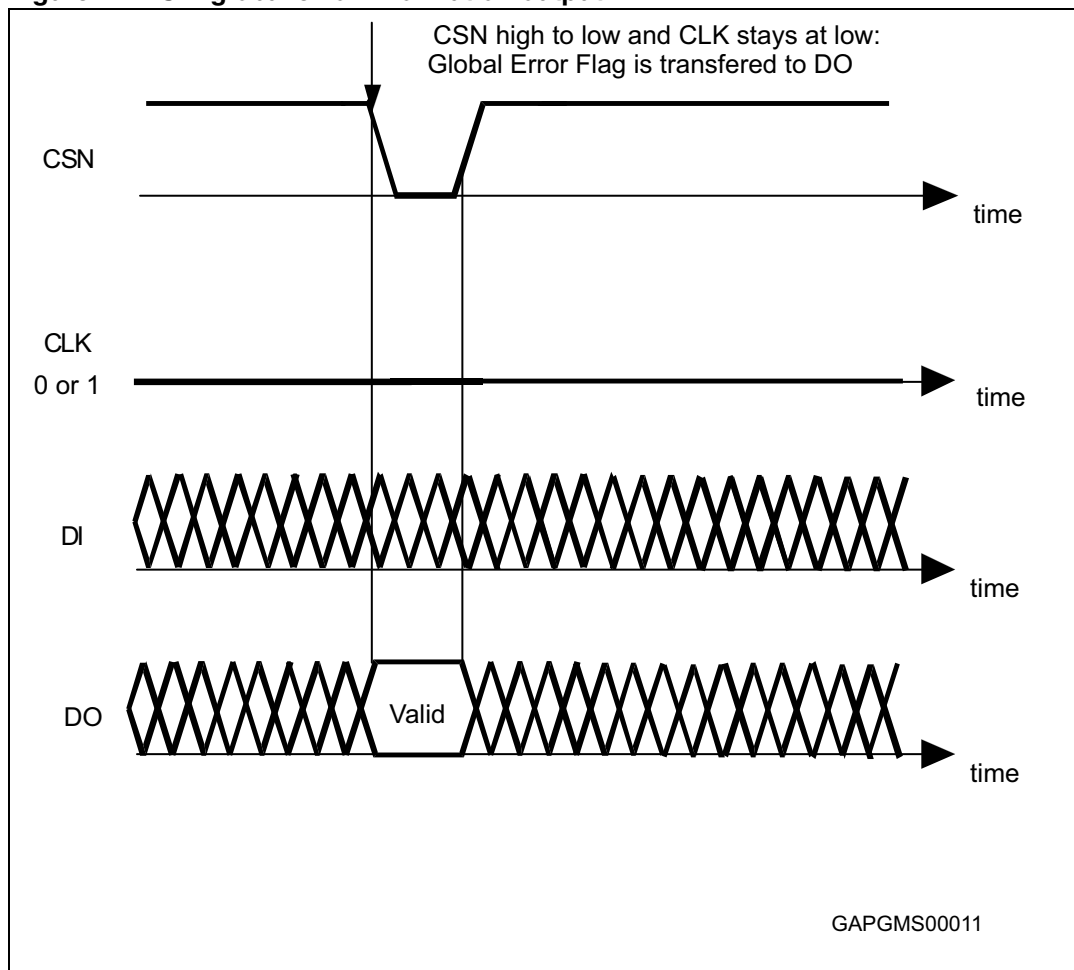 CSN high to low and CLK stays at low:
Global Error Flag is transfered to DO
CSN
time
CLK
0 or 1
time
DI
time
DO
Valid
time
GAPGMS00011